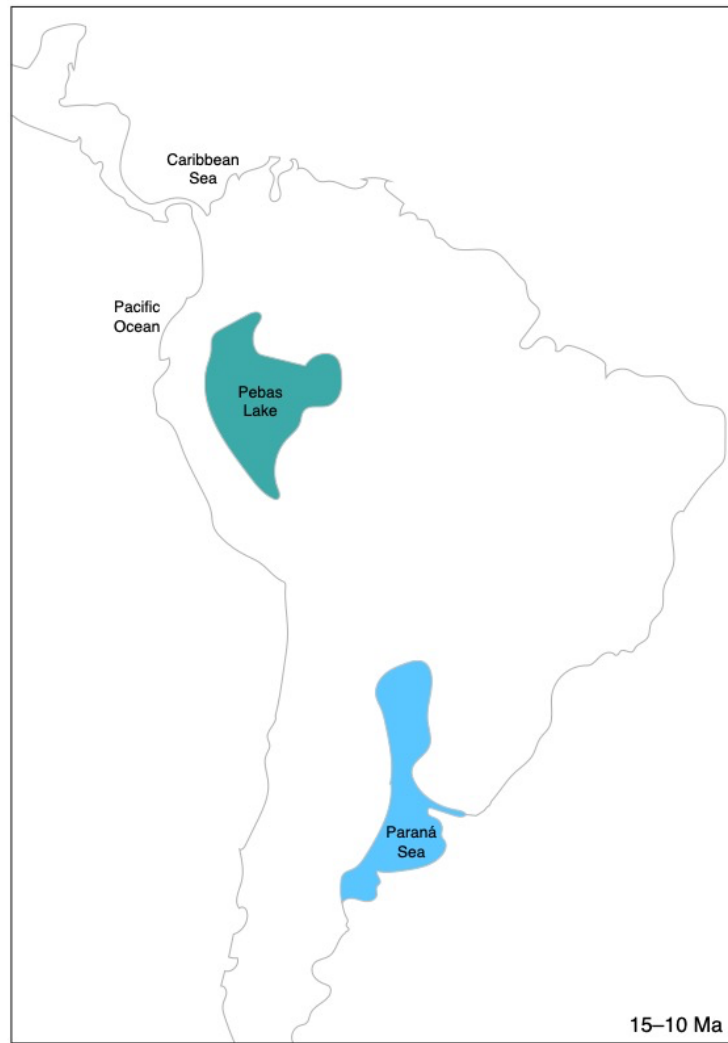 Caribbean
Sea
Pacific
Ocean
Pebas
Lake
Paraná
Sea
15–10 Ma